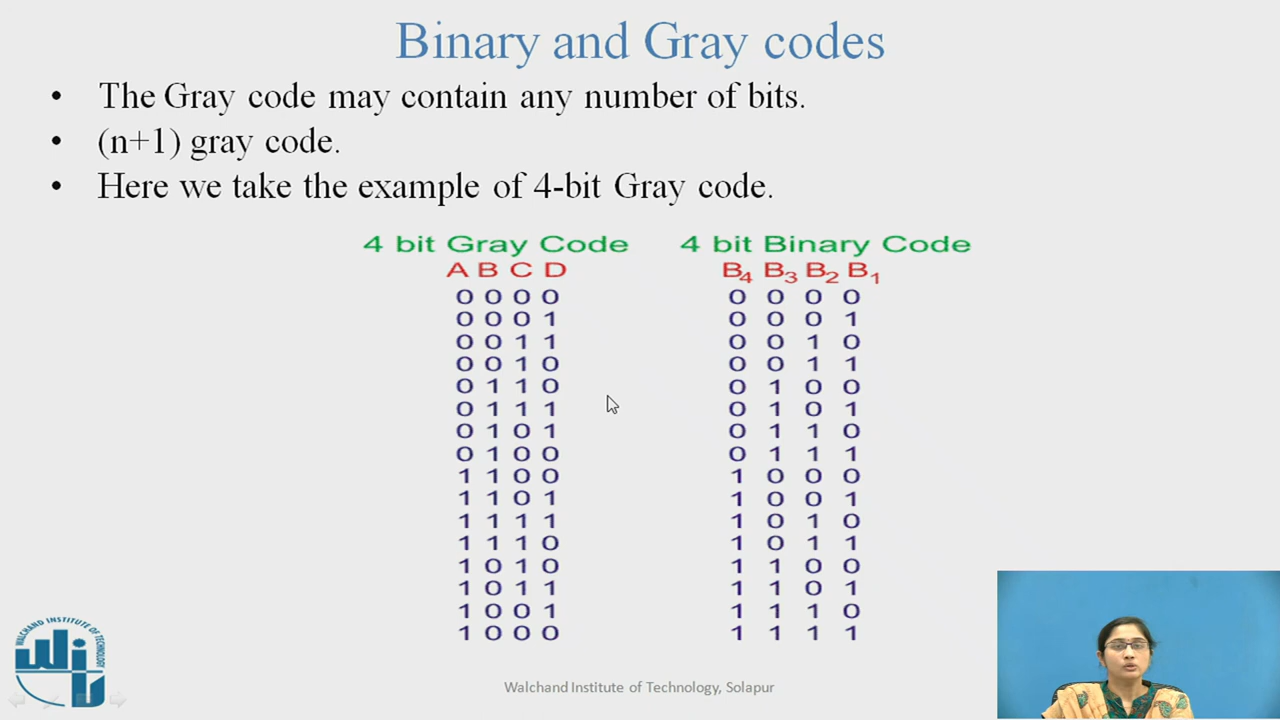 Binary and Gray codes
• The Gray code may contain any number of bits.
• (n+1) gray code.
• Here we take the example of 4-bit Gray code.
4 bit Gray Code 4 bit Binary Code
A B C D B4 B3 B2 B1
0 0 0 0 0 0 0 0
0 0 0 1 0 0 0 1
0 0 1 1 0 0 1 0
0 0 1 0 0 0 1 1
0 1 1 0 0 1 0 0
0 1 1 1 0 1 0 1
0 1 0 1 0 1 1 0
0 1 0 0 0 1 1 1
1 1 0 0 1 0 0 0
1 1 0 1 1 0 0 1
1 1 1 1 1 0 1 0
1 1 1 0 1 0 1 1
1 0 1 0 1 1 0 0
1 0 1 1 1 1 0 1
1 0 0 1 1 1 1 0
1 0 0 0 1 1 1 1
WALCHAND INSTITUTE OF TECHNOLOGY
WiT
Walchand Institute of Technology, Solapur